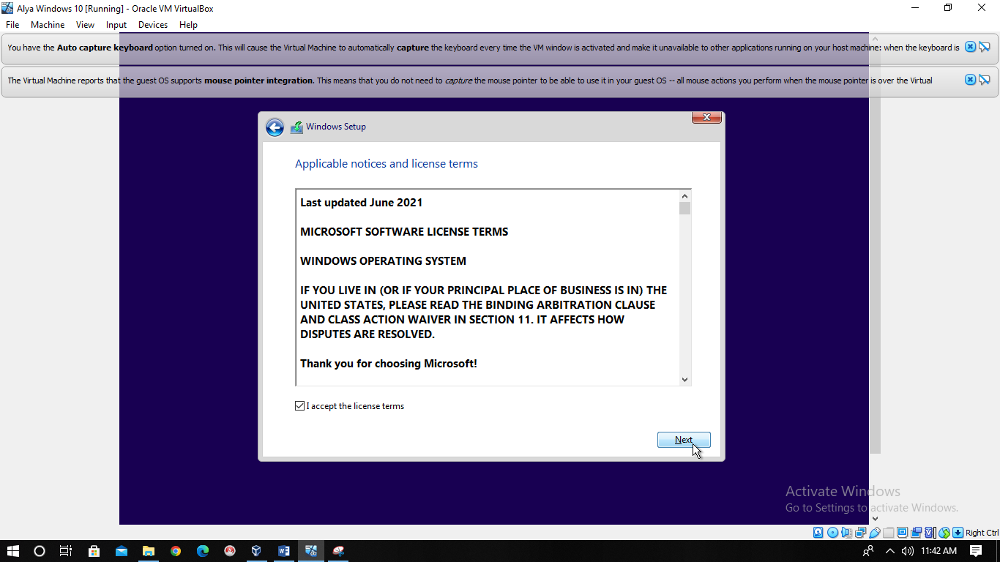 Alya Windows 10 [Running] - Oracle VM VirtualBox
File Machine View Input Devices Help
You have the Auto capture keyboard option turned on. This will cause the Virtual Machine to automatically capture the keyboard every time the VM window is activated and make it unavailable to other applications running on your host machine: when the keyboard is
The Virtual Machine reports that the guest OS supports mouse pointer integration. This means that you do not need to capture the mouse pointer to be able to use it in your guest OS -- all mouse actions you perform when the mouse pointer is over the Virtual
Windows Setup
Applicable notices and license terms
Last updated June 2021
MICROSOFT SOFTWARE LICENSE TERMS
WINDOWS OPERATING SYSTEM
IF YOU LIVE IN (OR IF YOUR PRINCIPAL PLACE OF BUSINESS IS IN) THE
UNITED STATES, PLEASE READ THE BINDING ARBITRATION CLAUSE
AND CLASS ACTION WAIVER IN SECTION 11. IT AFFECTS HOW
DISPUTES ARE RESOLVED.
Thank you for choosing Microsoft!
I accept the license terms
Next
Activate Windows
Go to Settings to activate Windows.
Right Ctrl
11:42 AM